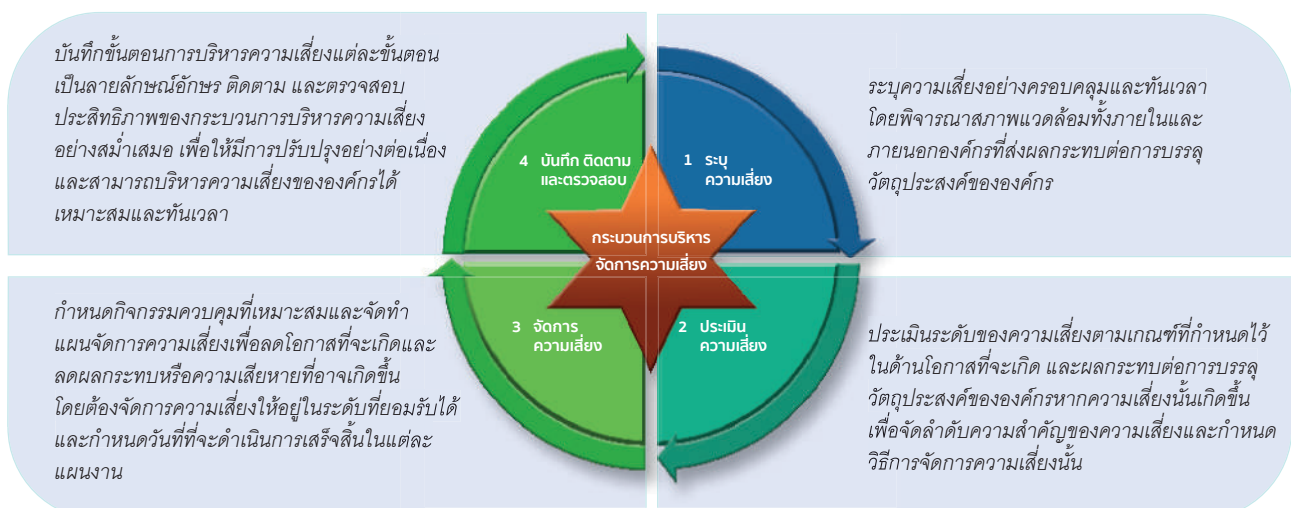 บันทึกขั้นตอนการบริหารความเสี่ยงแต่ละขั้นตอน
เป็นลายลักษณ์อักษร ติดตาม และตรวจสอบ
ประสิทธิภาพของกระบวนการบริหารความเสี่ยง
อย่างสม่ำเสมอ เพื่อให้มีการปรับปรุงอย่างต่อเนื่อง
และสามารถบริหารความเสี่ยงขององค์กรได้
เหมาะสมและทันเวลา
4 บันทึก ติดตาม
และตรวจสอบ
1 ระบุ
ความเสี่ยง
ระบุความเสี่ยงอย่างครอบคลุมและทันเวลา
โดยพิจารณาสภาพแวดล้อมทั้งภายในและ
ภายนอกองค์กรที่ส่งผลกระทบต่อการบรรลุ
วัตถุประสงค์ขององค์กร
กระบวนการบริหาร
จัดการความเสี่ยง
กำหนดกิจกรรมควบคุมที่เหมาะสมและจัดทำ
แผนจัดการความเสี่ยงเพื่อลดโอกาสที่จะเกิดและ
ลดผลกระทบหรือความเสียหายที่อาจเกิดขึ้น
โดยต้องจัดการความเสี่ยงให้อยู่ในระดับที่ยอมรับได้
และกำหนดวันที่ที่จะดำเนินการเสร็จสิ้นในแต่ละ
แผนงาน
3 จัดการ
ความเสี่ยง
2 ประเมิน
ความเสี่ยง
ประเมินระดับของความเสี่ยงตามเกณฑ์ที่กำหนดไว้
ในด้านโอกาสที่จะเกิด และผลกระทบต่อการบรรลุ
วัตถุประสงค์ขององค์กรหากความเสี่ยงนั้นเกิดขึ้น
เพื่อจัดลำดับความสำคัญของความเสี่ยงและกำหนด
วิธีการจัดการความเสี่ยงนั้น